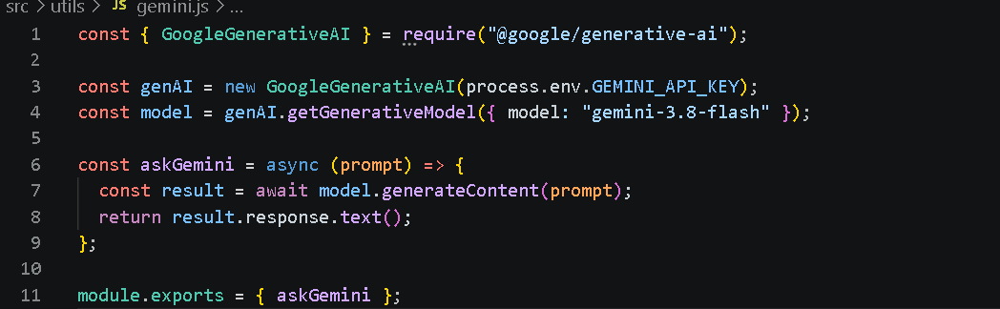 src > utils > JS gemini.js > ...
1 const { GoogleGenerativeAI } = require("@google/generative-ai");
2
3 const genAI = new GoogleGenerativeAI(process.env.GEMINI_API_KEY);
4 const model = genAI.getGenerativeModel({ model: "gemini-3.8-flash" });
5
6 const askGemini = async (prompt) => {
7   const result = await model.generateContent(prompt);
8   return result.response.text();
9 };
10
11 module.exports = { askGemini };